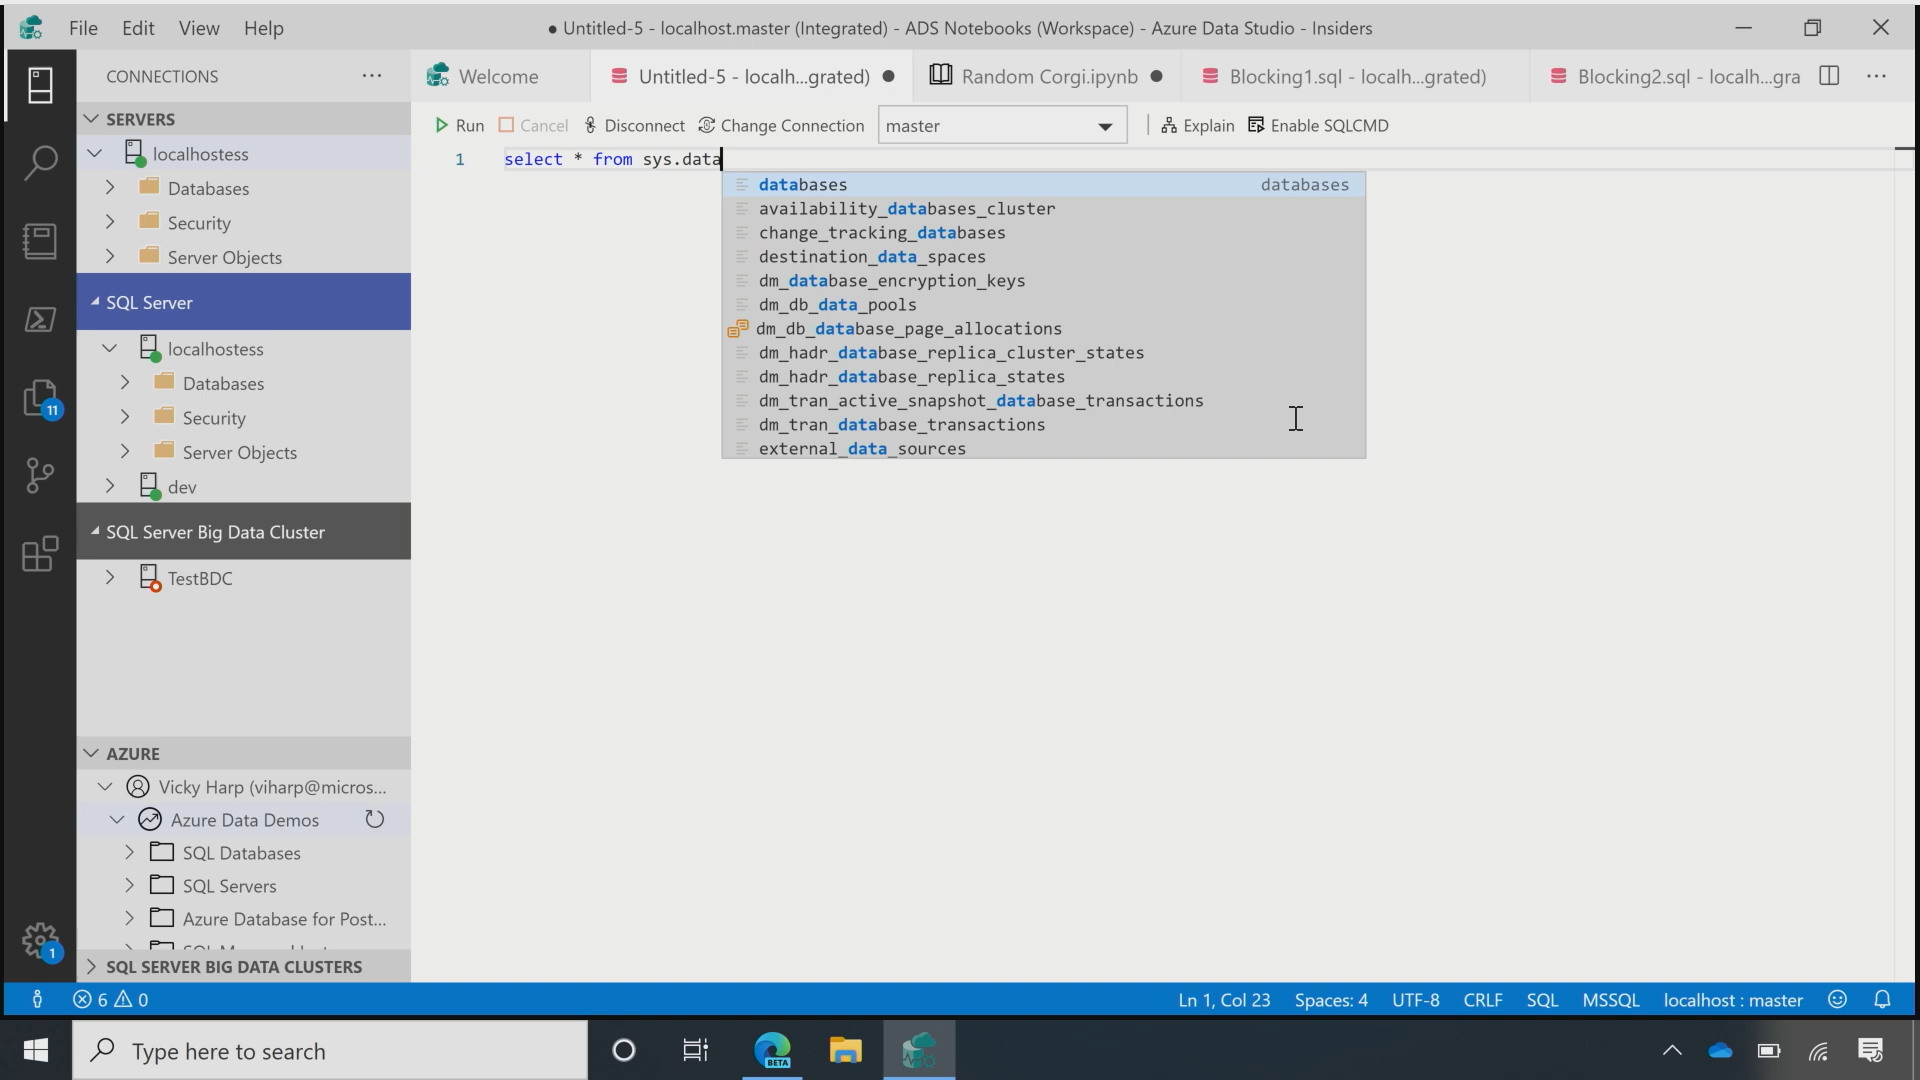 File Edit View Help
● Untitled-5 - localhost.master (Integrated) - ADS Notebooks (Workspace) - Azure Data Studio - Insiders
CONNECTIONS
Welcome
Untitled-5 - localh...grated)
Random Corgi.ipynb
Blocking1.sql - localh...grated)
Blocking2.sql - localh...gra
SERVERS
Run Cancel Disconnect Change Connection master Explain Enable SQLCMD
localhostess
Databases
Security
Server Objects
SQL Server
localhostess
Databases
Security
Server Objects
dev
SQL Server Big Data Cluster
TestBDC
1 select * from sys.data
databases databases
availability_databases_cluster
change_tracking_databases
destination_data_spaces
dm_database_encryption_keys
dm_db_data_pools
dm_db_database_page_allocations
dm_hadr_database_replica_cluster_states
dm_hadr_database_replica_states
dm_tran_active_snapshot_database_transactions
dm_tran_database_transactions
external_data_sources
11
AZURE
Vicky Harp (viharp@micros...
Azure Data Demos
SQL Databases
SQL Servers
Azure Database for Post...
SQL SERVER BIG DATA CLUSTERS
1
6 0
Ln 1, Col 23 Spaces: 4 UTF-8 CRLF SQL MSSQL localhost : master
Type here to search
BETA